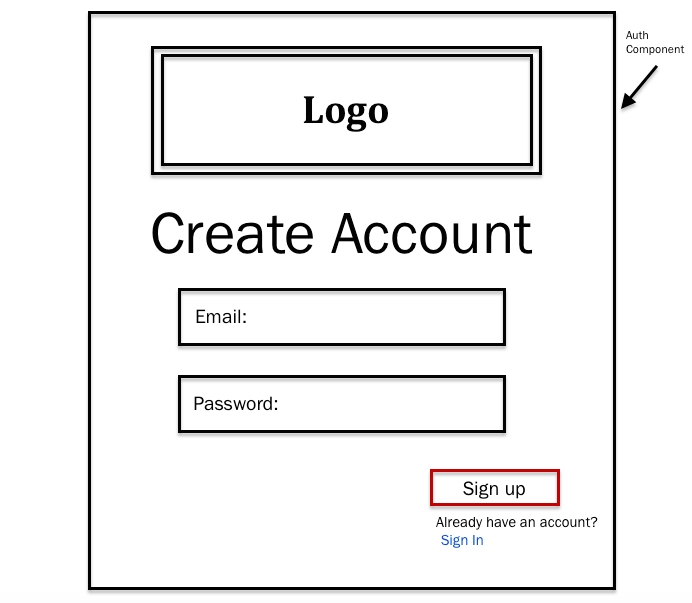 Auth
Component
Logo
Create Account
Email:
Password:
Sign up
Already have an account?
Sign In